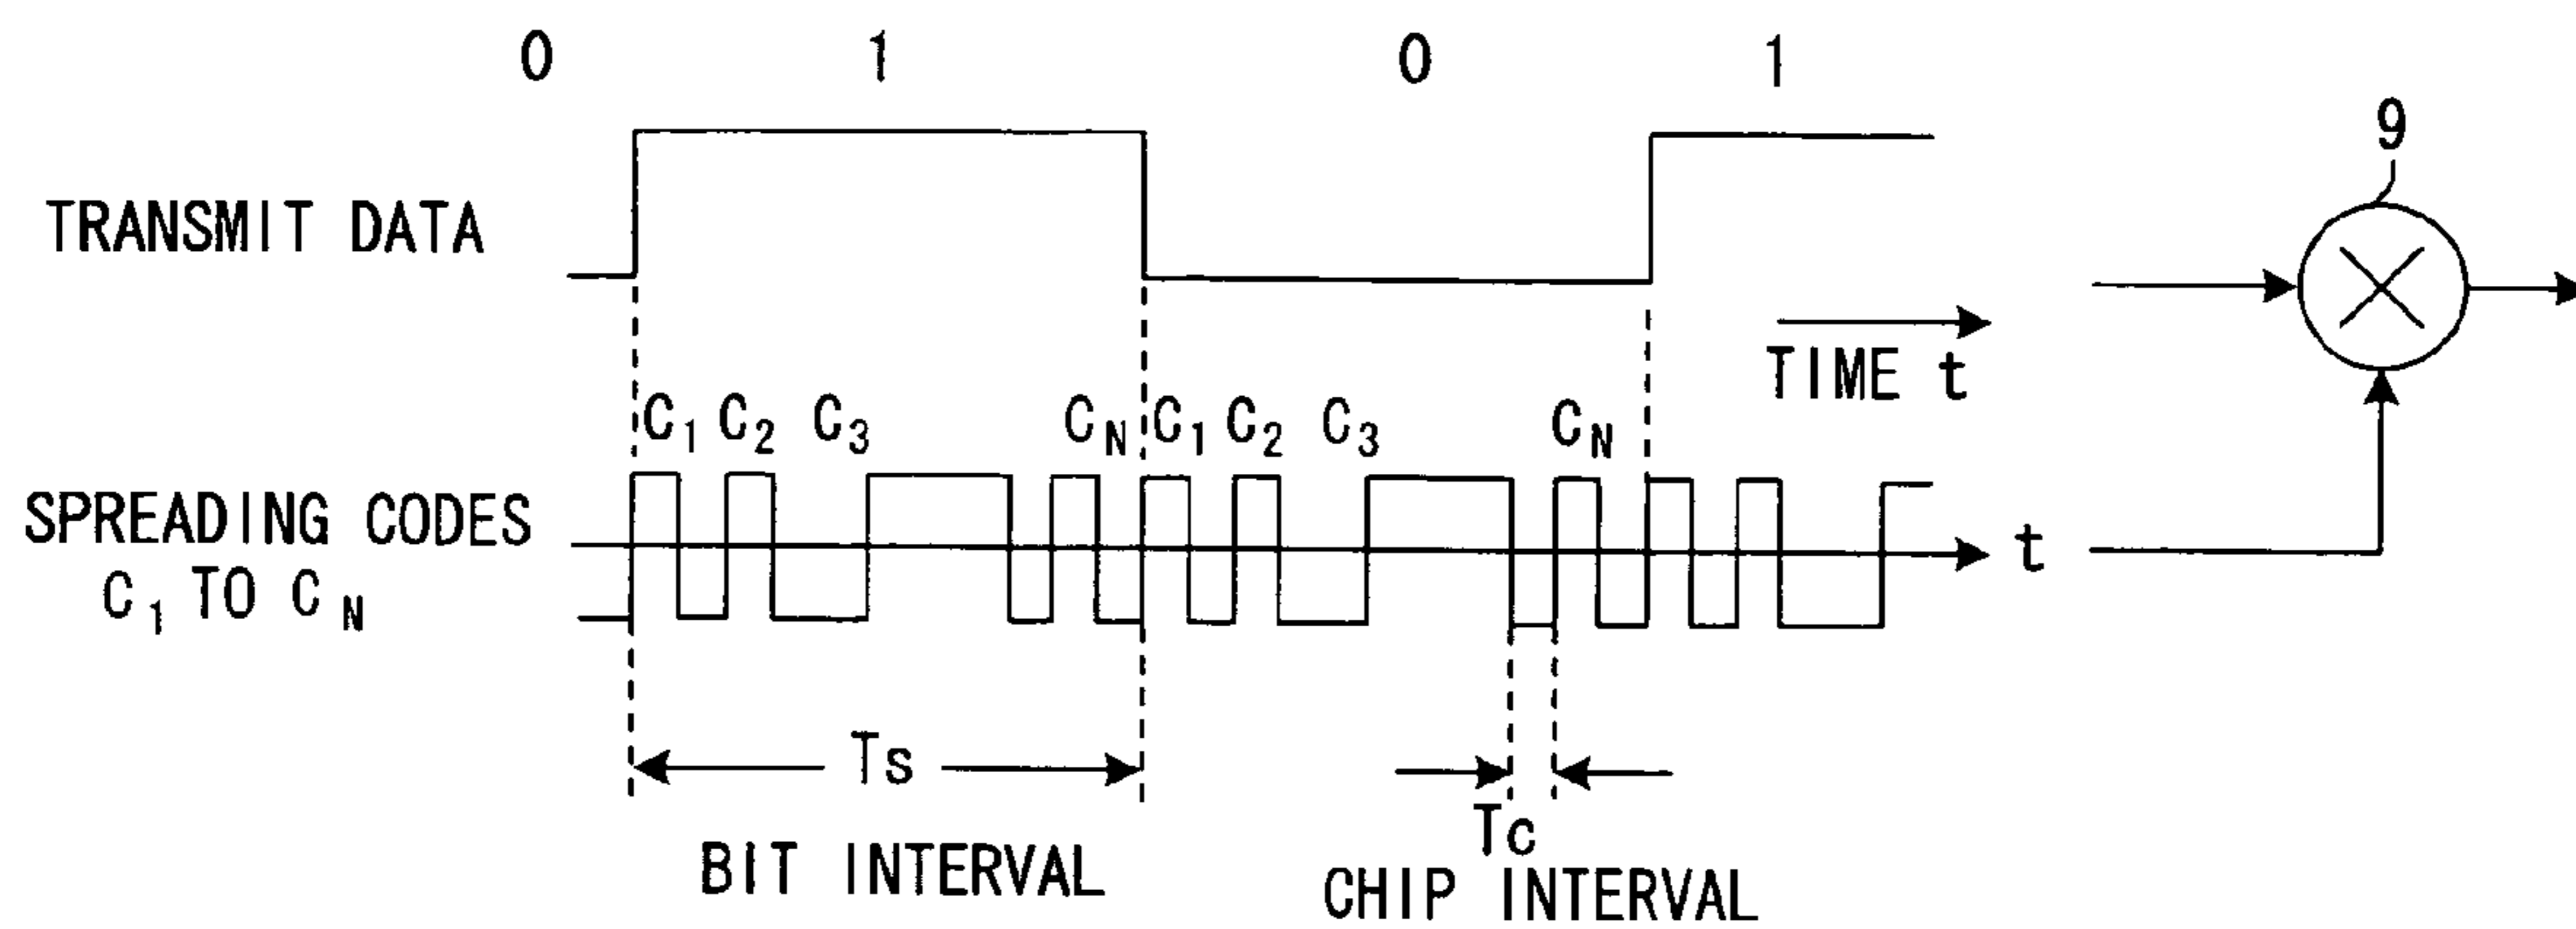 0 1 0 1
9
TRANSMIT DATA
TIME t
C1 C2 C3 CN C1 C2 C3 CN
SPREADING CODES
C1 TO CN
t
Ts
Tc
BIT INTERVAL
CHIP INTERVAL